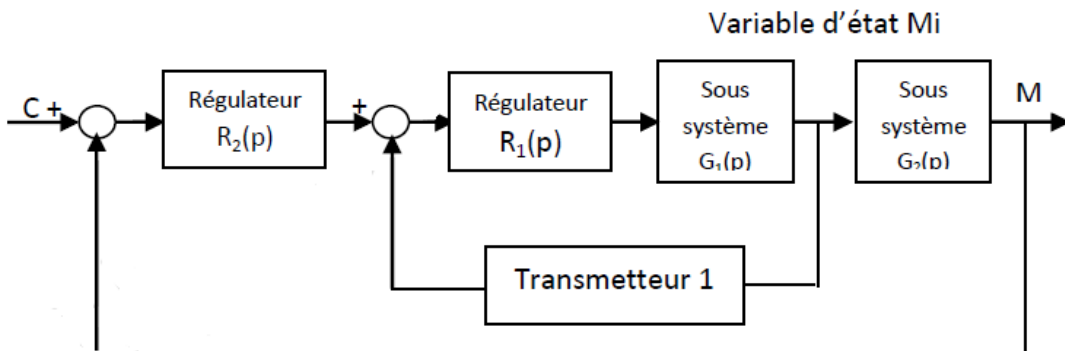 Variable d'état Mi
C +
Régulateur
R₂(p)
+
Régulateur
R₁(p)
Sous
système
G₁(p)
Sous
système
G₂(p)
M
Transmetteur 1